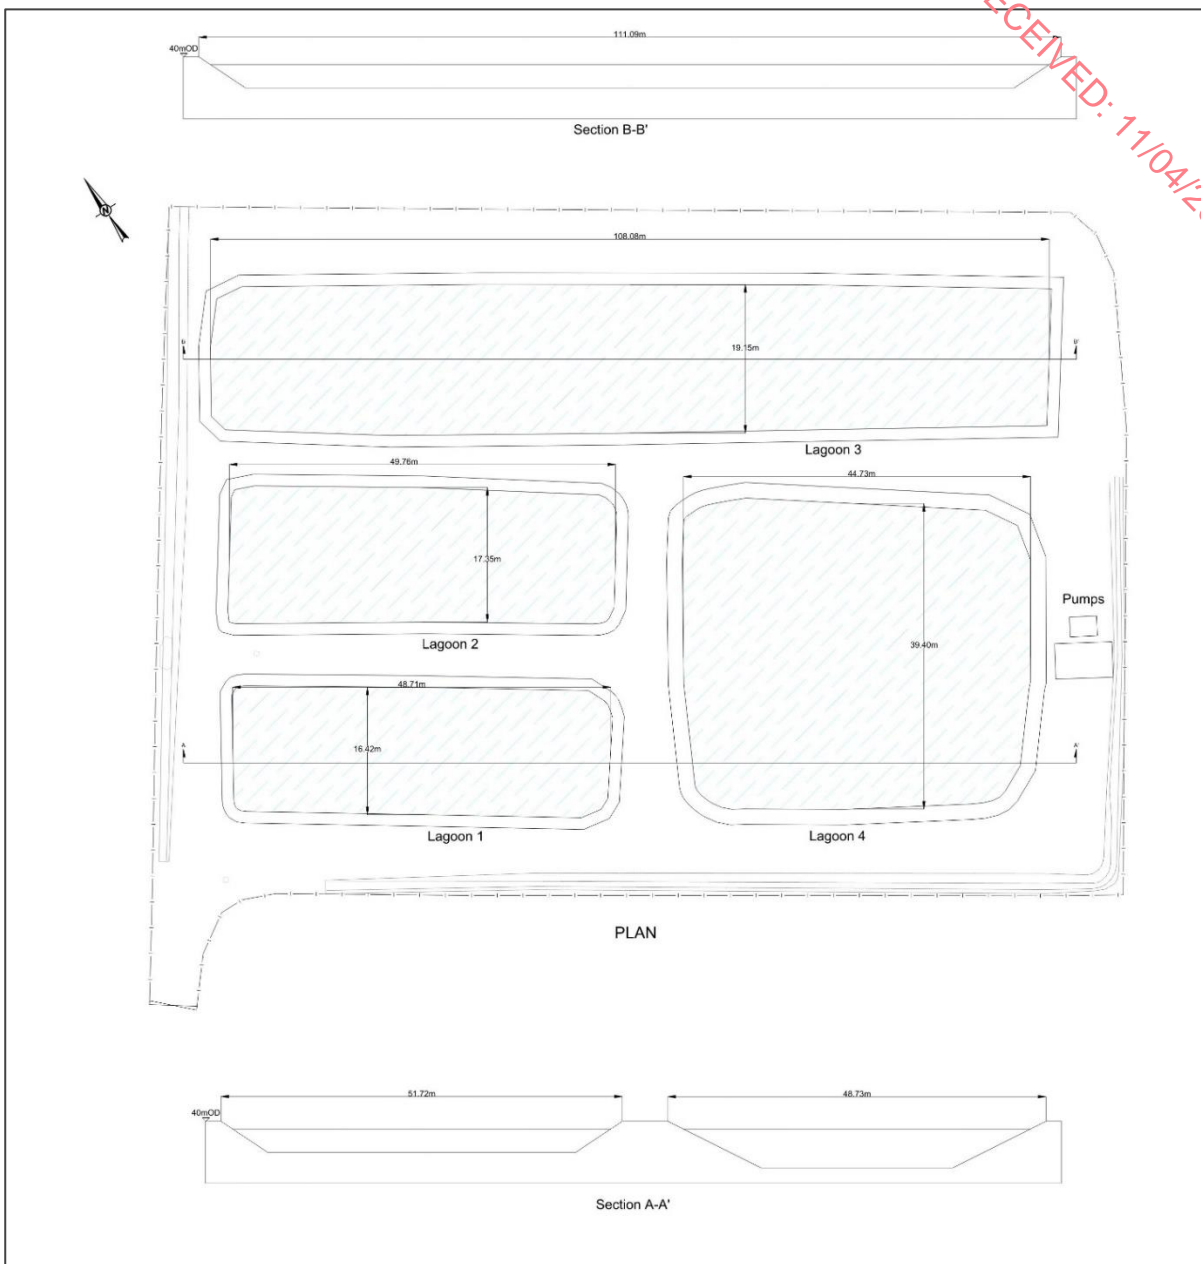 RECEIVED: 11/04/20
111.09m
40mOD
Section B-B'
N
108.08m
19.15m
B
B'
Lagoon 3
49.76m
44.73m
17.35m
Pumps
39.40m
Lagoon 2
48.71m
16.42m
A
A'
Lagoon 1
Lagoon 4
PLAN
51.72m
48.73m
40mOD
Section A-A'